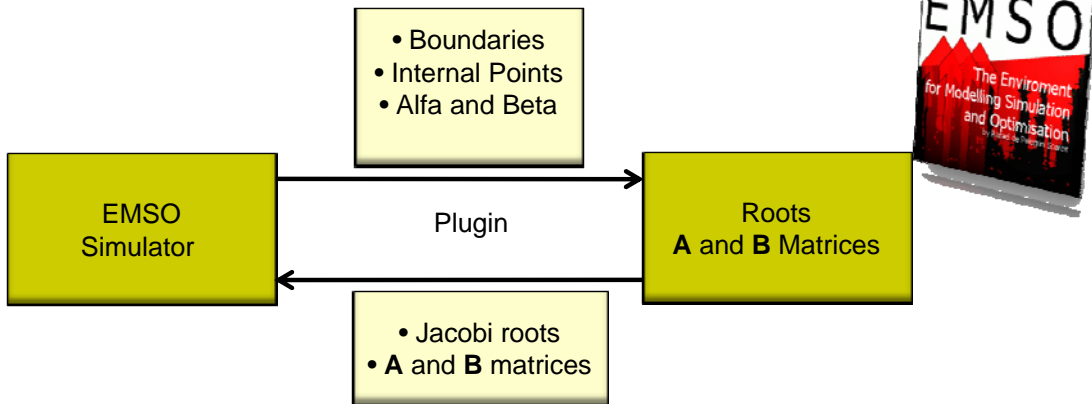 • Boundaries
• Internal Points
• Alfa and Beta
EMSO
The Enviroment
for Modelling Simulation
and Optimisation
EMSO
Simulator
Plugin
Roots
A and B Matrices
• Jacobi roots
• A and B matrices